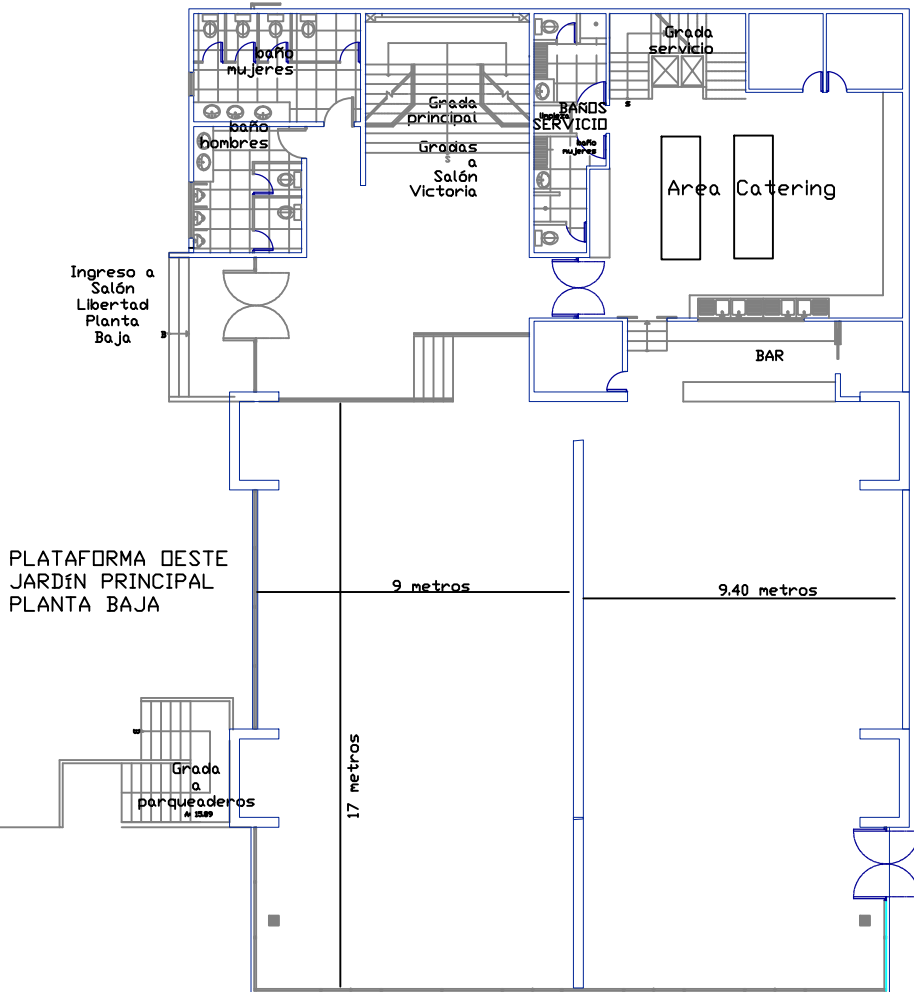 baño
mujeres
Grada
principal
Gradas
a
Salón
Victoria
Grada
servicio
s
BAÑOS
limpieza
SERVICIO
baño
mujeres
baño
hombres
s
Area Catering
Ingreso a
Salón
Libertad
Planta
Baja
BAR
PLATAFORMA OESTE
JARDíN PRINCIPAL
PLANTA BAJA
9 metros
9.40 metros
17 metros
Grada
a
parqueaderos